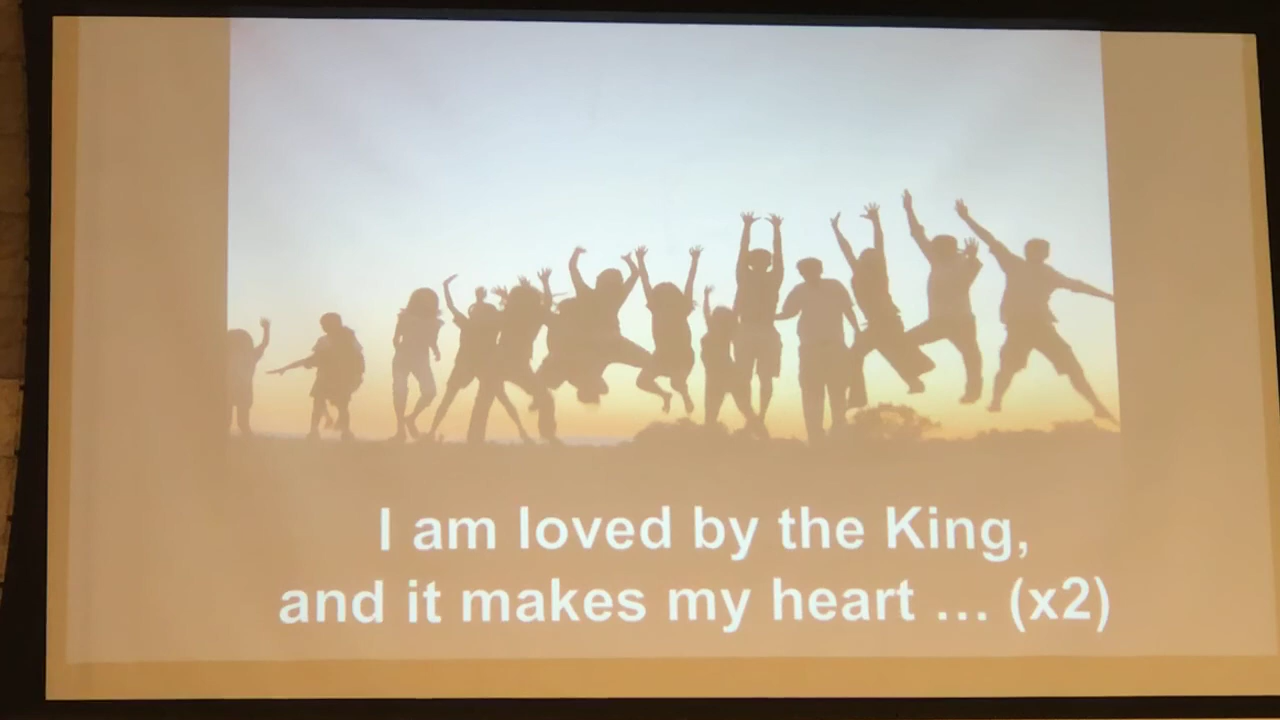 I am loved by the King,
and it makes my heart ... (x2)